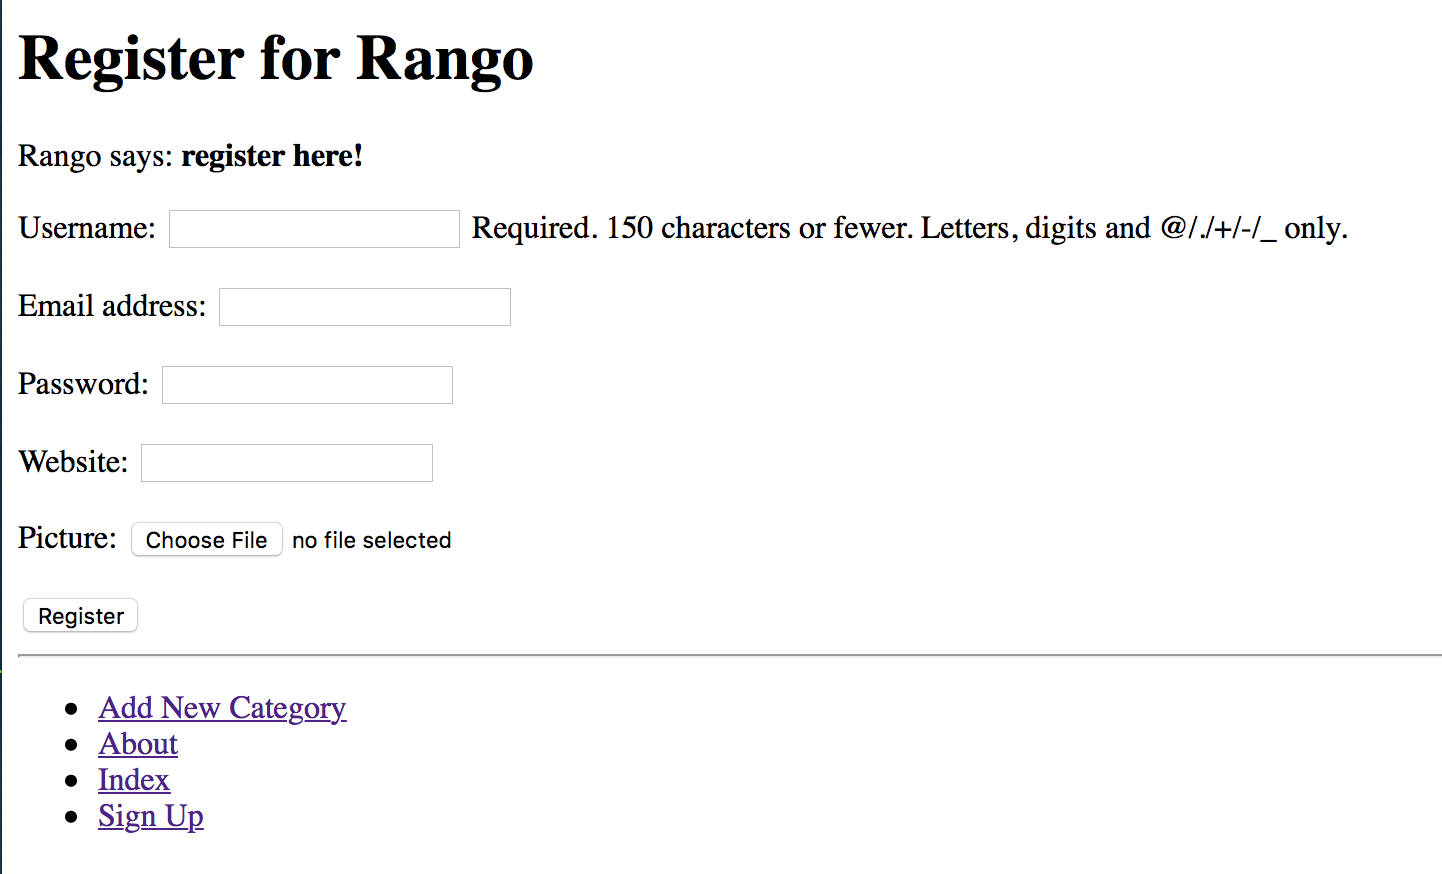 Register for Rango
Rango says: register here!
Username: Required. 150 characters or fewer. Letters, digits and @/./+/-/_ only.
Email address:
Password:
Website:
Picture: Choose File no file selected
Register
Add New Category
About
Index
Sign Up